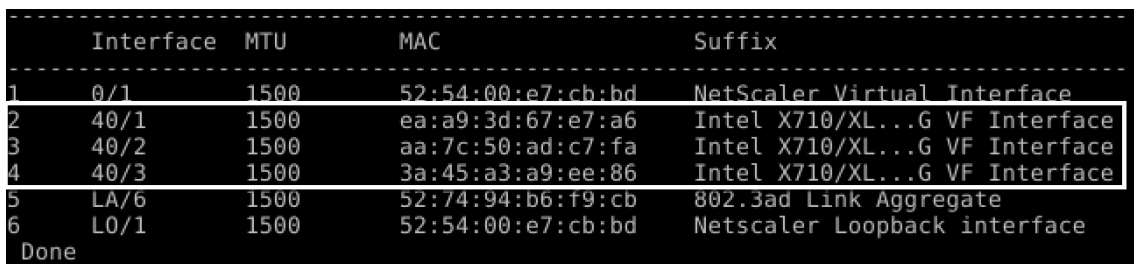 Interface MTU MAC Suffix
1 0/1 1500 52:54:00:e7:cb:bd NetScaler Virtual Interface
2 40/1 1500 ea:a9:3d:67:e7:a6 Intel X710/XL...G VF Interface
3 40/2 1500 aa:7c:50:ad:c7:fa Intel X710/XL...G VF Interface
4 40/3 1500 3a:45:a3:a9:ee:86 Intel X710/XL...G VF Interface
5 LA/6 1500 52:74:94:b6:f9:cb 802.3ad Link Aggregate
6 LO/1 1500 52:54:00:e7:cb:bd Netscaler Loopback interface
Done